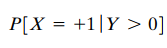 P[X = +1|Y > 0]